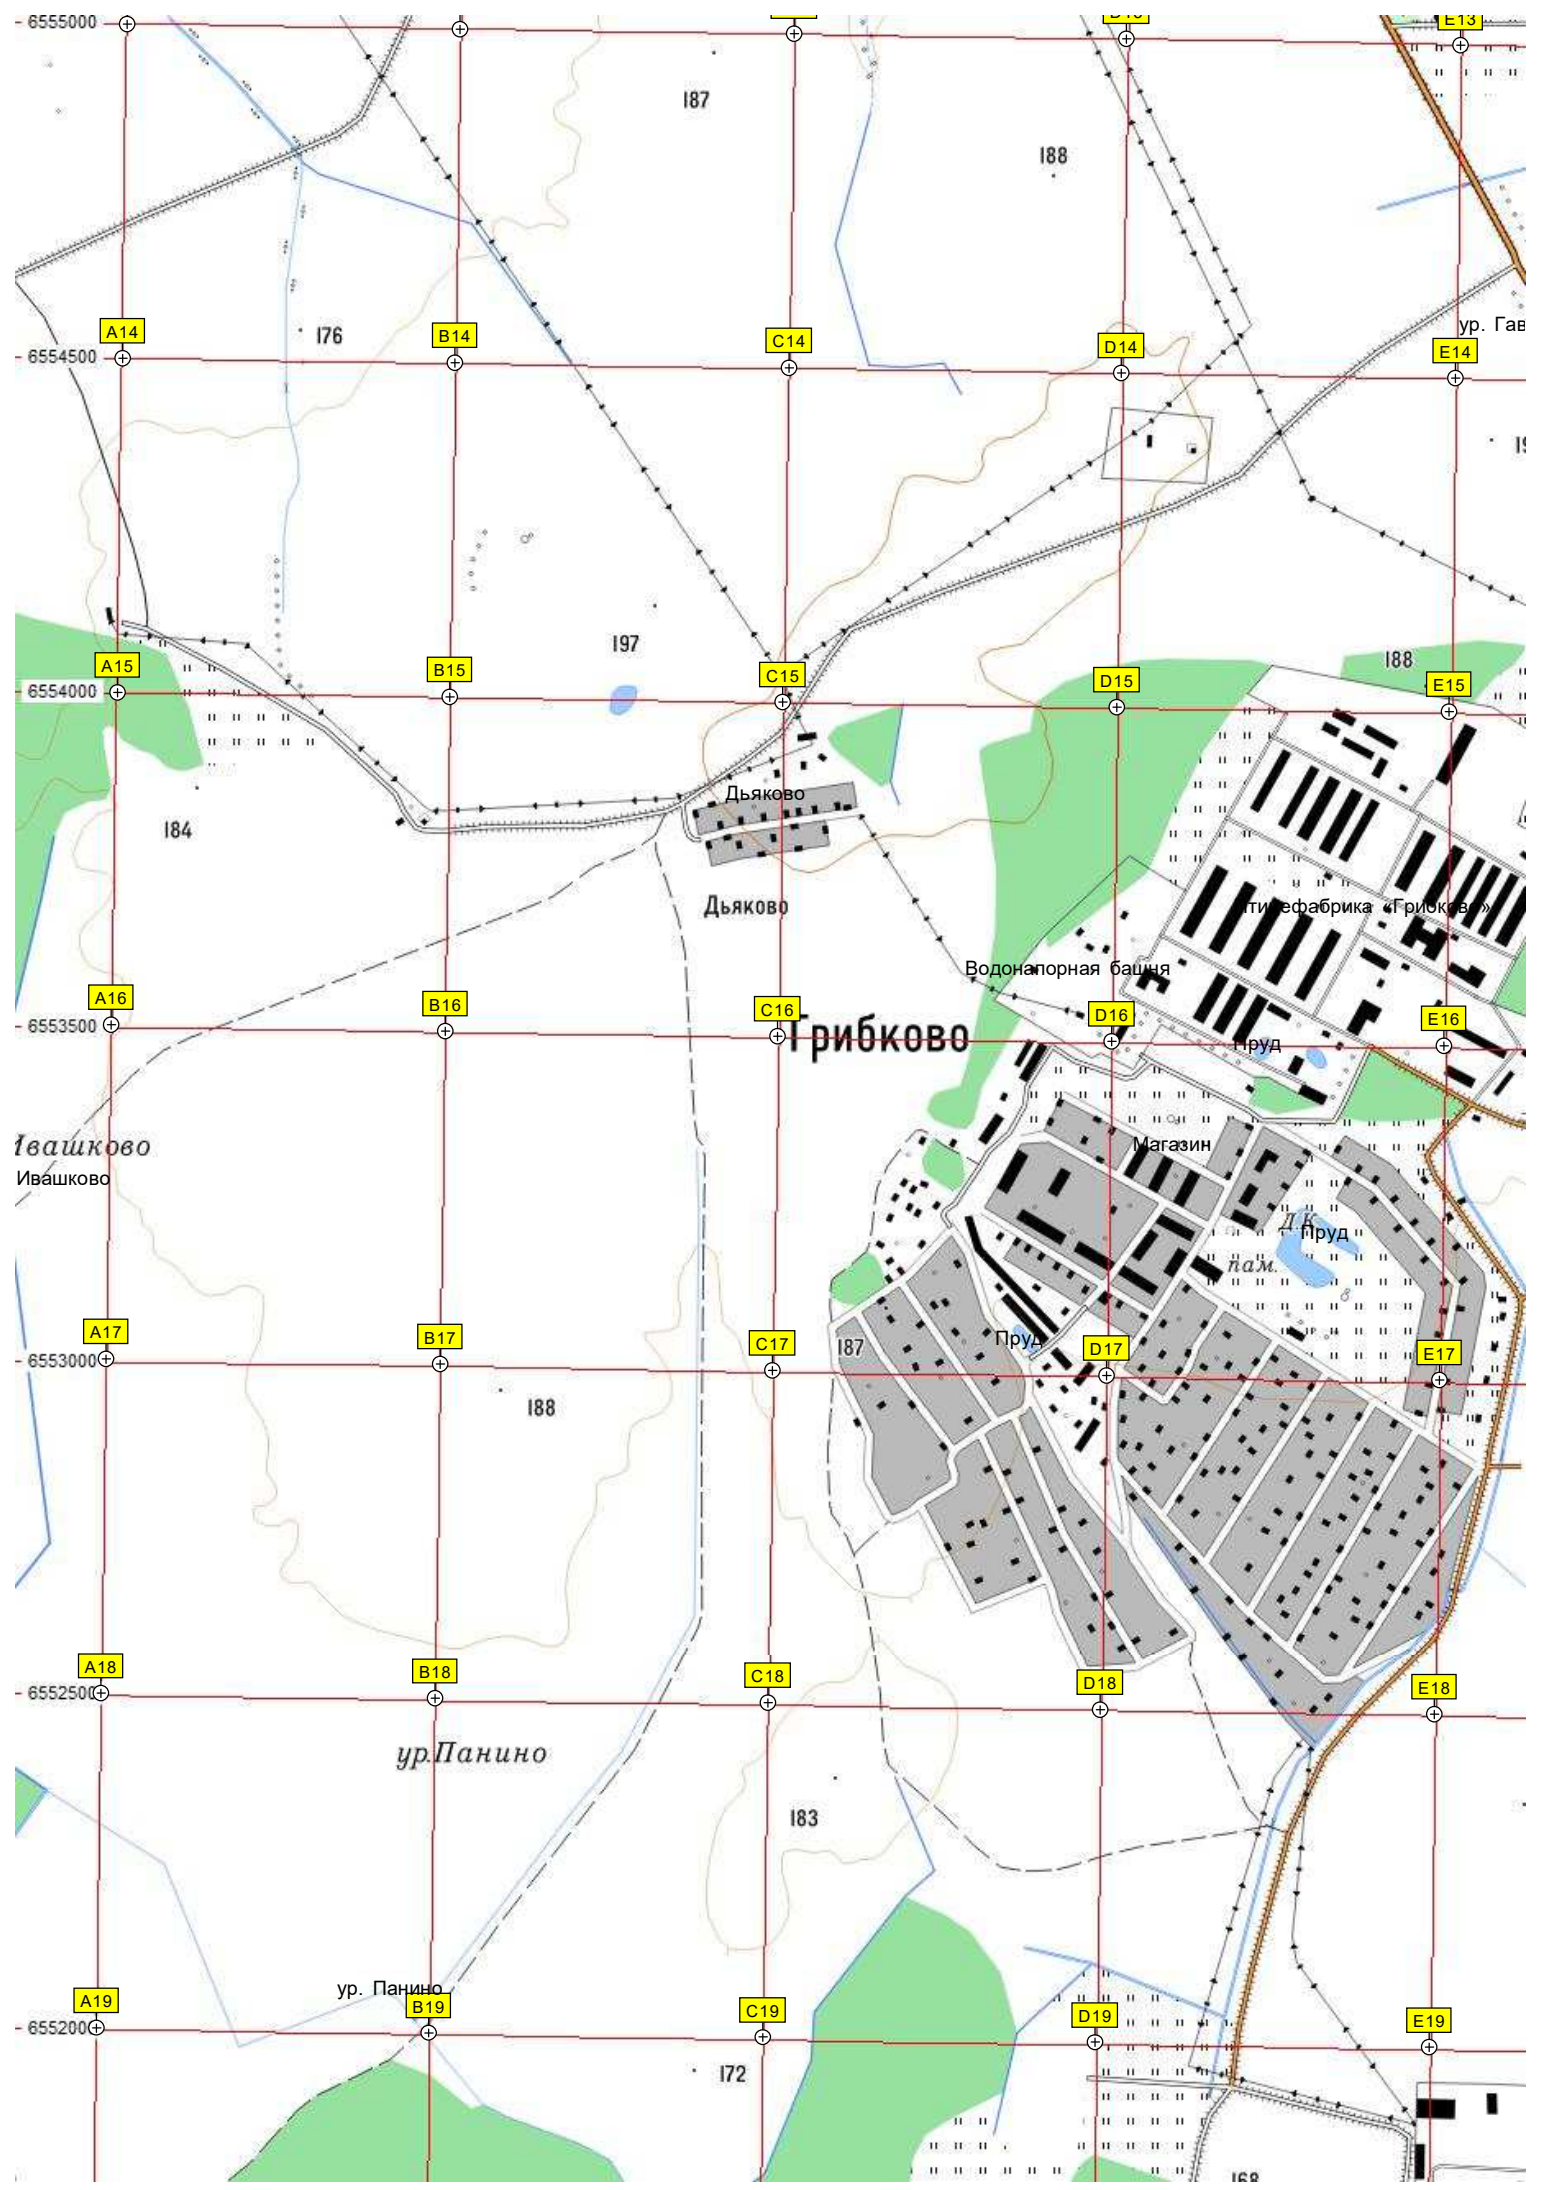 6555000
E13
187
188
ур. Гав
176
A14
B14
C14
D14
E14
6554500
197
188
A15
B15
C15
D15
E15
6554000
Дьяково
184
Дьяково
Птицефабрика «Грибково»
Водонапорная башня
A16
B16
C16
D16
E16
6553500
Грибково
Пруд
Ивашково
Магазин
Ивашково
Д.К.
Пруд
пам.
A17
B17
C17
D17
E17
Пруд
187
6553000
188
A18
B18
C18
D18
E18
6552500
ур.Панино
183
ур. Панино
A19
B19
C19
D19
E19
6552000
172
168